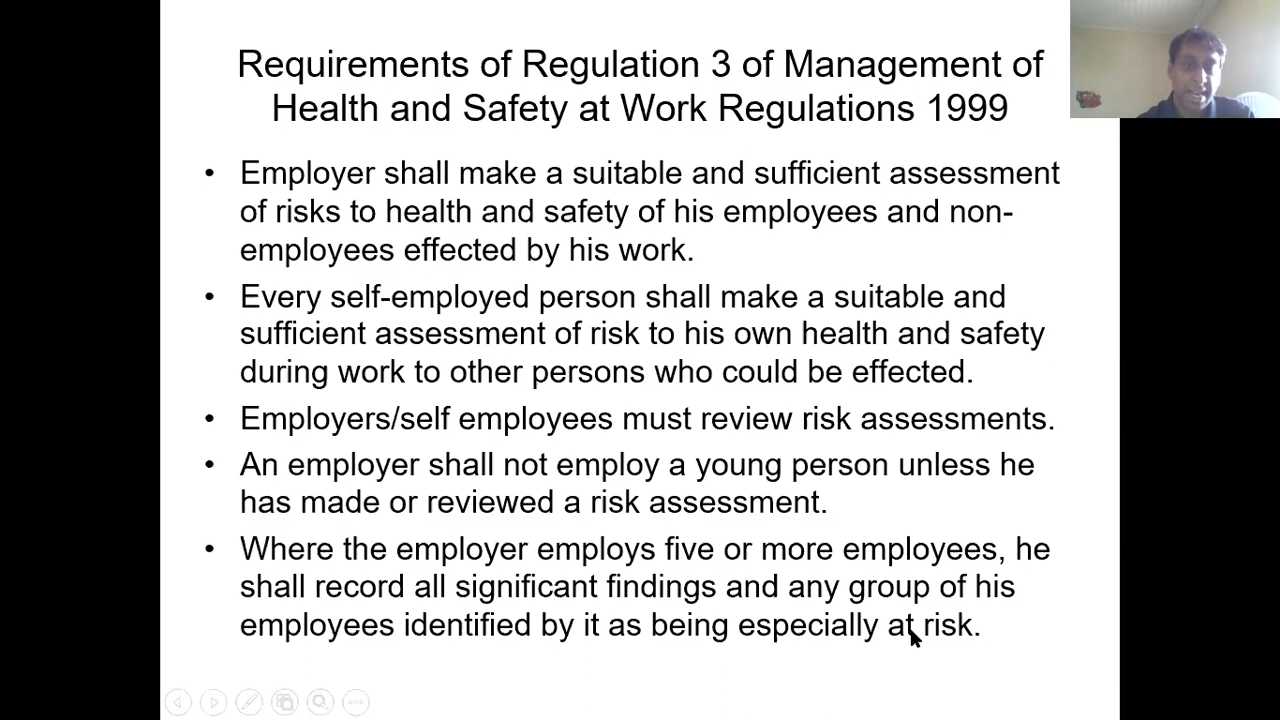 Requirements of Regulation 3 of Management of
Health and Safety at Work Regulations 1999
• Employer shall make a suitable and sufficient assessment
of risks to health and safety of his employees and non-
employees effected by his work.
• Every self-employed person shall make a suitable and
sufficient assessment of risk to his own health and safety
during work to other persons who could be effected.
• Employers/self employees must review risk assessments.
• An employer shall not employ a young person unless he
has made or reviewed a risk assessment.
• Where the employer employs five or more employees, he
shall record all significant findings and any group of his
employees identified by it as being especially at risk.